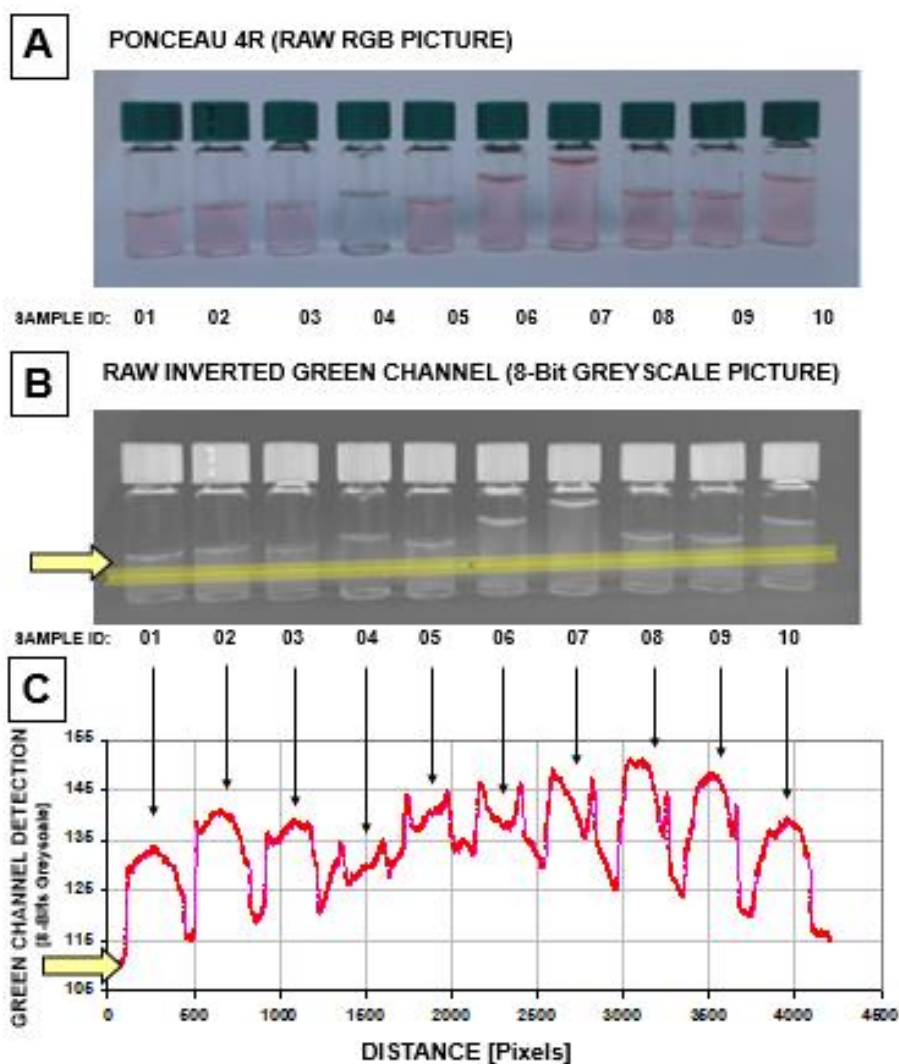 A PONCEAU 4R (RAW RGB PICTURE)
SAMPLE ID: 01 02 03 04 05 06 07 08 09 10
B RAW INVERTED GREEN CHANNEL (8-Bit GREYSCALE PICTURE)
SAMPLE ID: 01 02 03 04 05 06 07 08 09 10
C
GREEN CHANNEL DETECTION
[8-Bits Greyscale]
155
145
135
125
115
105
0 500 1000 1500 2000 2500 3000 3500 4000 4500
DISTANCE [Pixels]